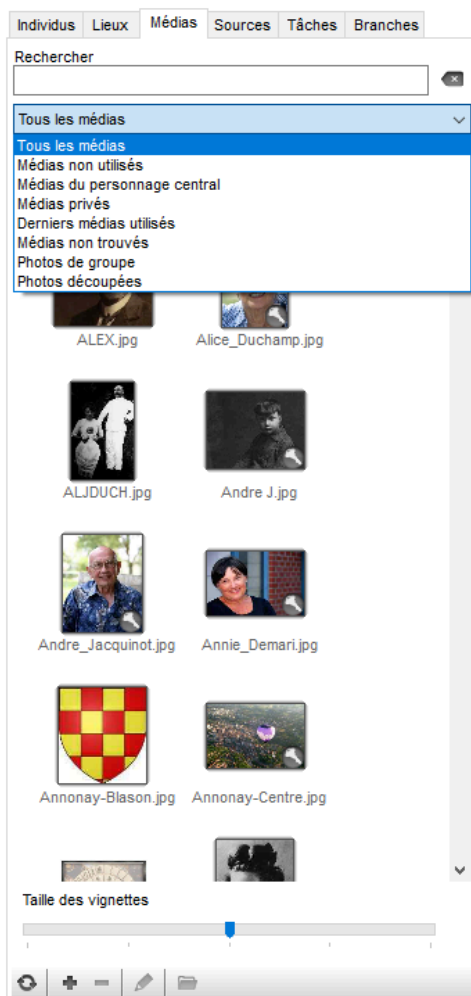 Individus Lieux Médias Sources Tâches Branches
Rechercher
Tous les médias
Tous les médias
Médias non utilisés
Médias du personnage central
Médias privés
Derniers médias utilisés
Médias non trouvés
Photos de groupe
Photos découpées
ALEX.jpg Alice_Duchamp.jpg
ALJDUCH.jpg Andre J.jpg
Andre_Jacquinot.jpg Annie_Demari.jpg
Annonay-Blason.jpg Annonay-Centre.jpg
Taille des vignettes